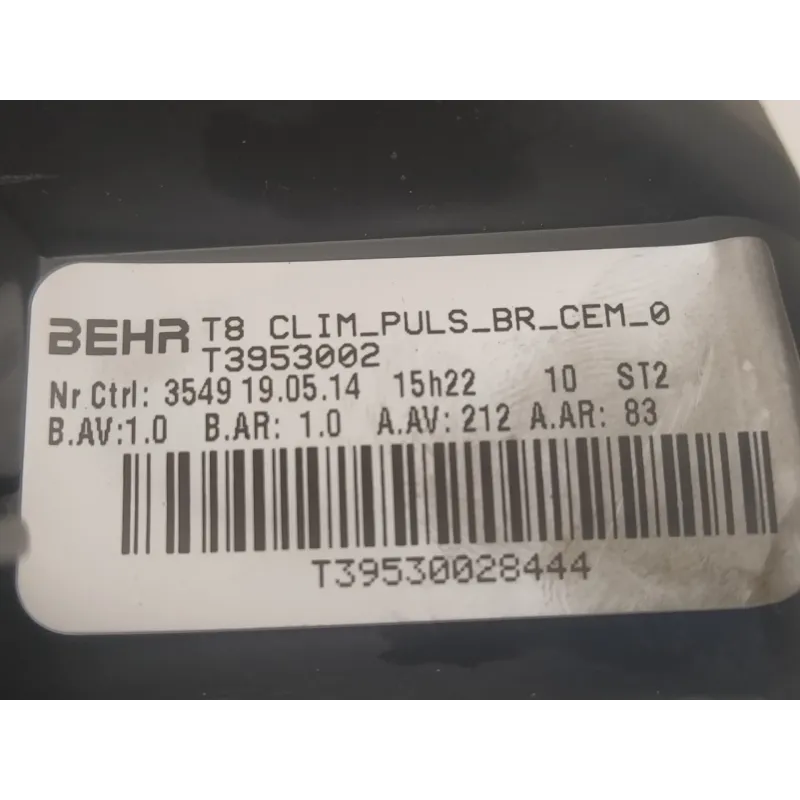 BEHR T8 CLIM_PULS_BR_CEM_0
T3953002
Nr.Ctrl: 3549 19.05.14 15h22 10 ST2
B.AV:1.0 B.AR: 1.0 A.AV: 212 A.AR: 83
T39530028444